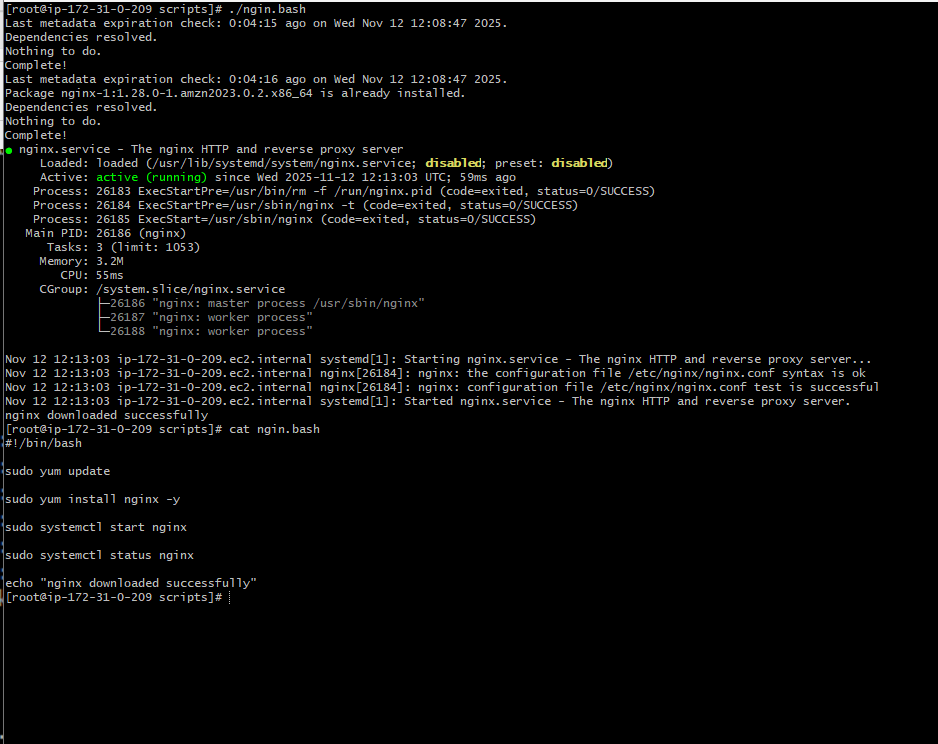 [root@ip-172-31-0-209 scripts]# ./ngin.bash
Last metadata expiration check: 0:04:15 ago on Wed Nov 12 12:08:47 2025.
Dependencies resolved.
Nothing to do.
Complete!
Last metadata expiration check: 0:04:16 ago on Wed Nov 12 12:08:47 2025.
Package nginx-1:1.28.0-1.amzn2023.0.2.x86_64 is already installed.
Dependencies resolved.
Nothing to do.
Complete!
● nginx.service - The nginx HTTP and reverse proxy server
     Loaded: loaded (/usr/lib/systemd/system/nginx.service; disabled; preset: disabled)
     Active: active (running) since Wed 2025-11-12 12:13:03 UTC; 59ms ago
    Process: 26183 ExecStartPre=/usr/bin/rm -f /run/nginx.pid (code=exited, status=0/SUCCESS)
    Process: 26184 ExecStartPre=/usr/sbin/nginx -t (code=exited, status=0/SUCCESS)
    Process: 26185 ExecStart=/usr/sbin/nginx (code=exited, status=0/SUCCESS)
   Main PID: 26186 (nginx)
      Tasks: 3 (limit: 1053)
     Memory: 3.2M
        CPU: 55ms
     CGroup: /system.slice/nginx.service
             ├─26186 "nginx: master process /usr/sbin/nginx"
             ├─26187 "nginx: worker process"
             └─26188 "nginx: worker process"
Nov 12 12:13:03 ip-172-31-0-209.ec2.internal systemd[1]: Starting nginx.service - The nginx HTTP and reverse proxy server...
Nov 12 12:13:03 ip-172-31-0-209.ec2.internal nginx[26184]: nginx: the configuration file /etc/nginx/nginx.conf syntax is ok
Nov 12 12:13:03 ip-172-31-0-209.ec2.internal nginx[26184]: nginx: configuration file /etc/nginx/nginx.conf test is successful
Nov 12 12:13:03 ip-172-31-0-209.ec2.internal systemd[1]: Started nginx.service - The nginx HTTP and reverse proxy server.
nginx downloaded successfully
[root@ip-172-31-0-209 scripts]# cat ngin.bash
#!/bin/bash
sudo yum update
sudo yum install nginx -y
sudo systemctl start nginx
sudo systemctl status nginx
echo "nginx downloaded successfully"
[root@ip-172-31-0-209 scripts]#